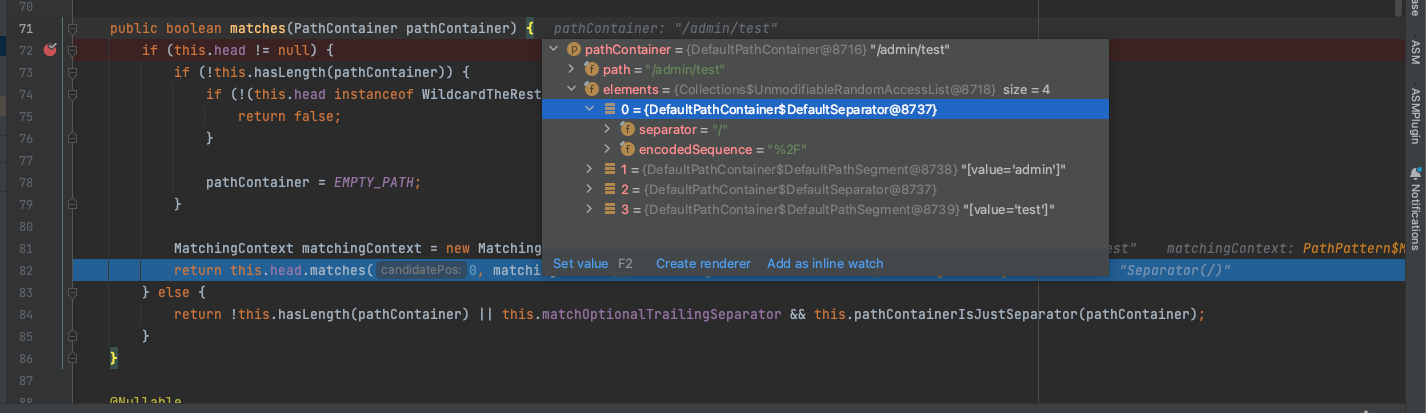 70
71 public boolean matches(PathContainer pathContainer) { pathContainer: "/admin/test"
72 if (this.head != null) {
73 if (!this.hasLength(pathContainer)) {
74 if (!(this.head instanceof WildcardTheRest
75 return false;
76 }
77
78 pathContainer = EMPTY_PATH;
79 }
80
81 MatchingContext matchingContext = new Matching est" matchingContext: PathPattern$M
82 return this.head.matches( candidatePos: 0, "Separator(/)"
83 } else {
84 return !this.hasLength(pathContainer) || this.matchOptionalTrailingSeparator && this.pathContainerIsJustSeparator(pathContainer);
85 }
86 }
87
88 @Nullable
pathContainer = {DefaultPathContainer@8716} "/admin/test"
path = "/admin/test"
elements = {Collections$UnmodifiableRandomAccessList@8718} size = 4
0 = {DefaultPathContainer$DefaultSeparator@8737}
separator = "/"
encodedSequence = "%2F"
1 = {DefaultPathContainer$DefaultPathSegment@8738} "[value='admin']"
2 = {DefaultPathContainer$DefaultSeparator@8737}
3 = {DefaultPathContainer$DefaultPathSegment@8739} "[value='test']"
Set value F2 Create renderer Add as inline watch
ASM
ASMPlugin
Notifications